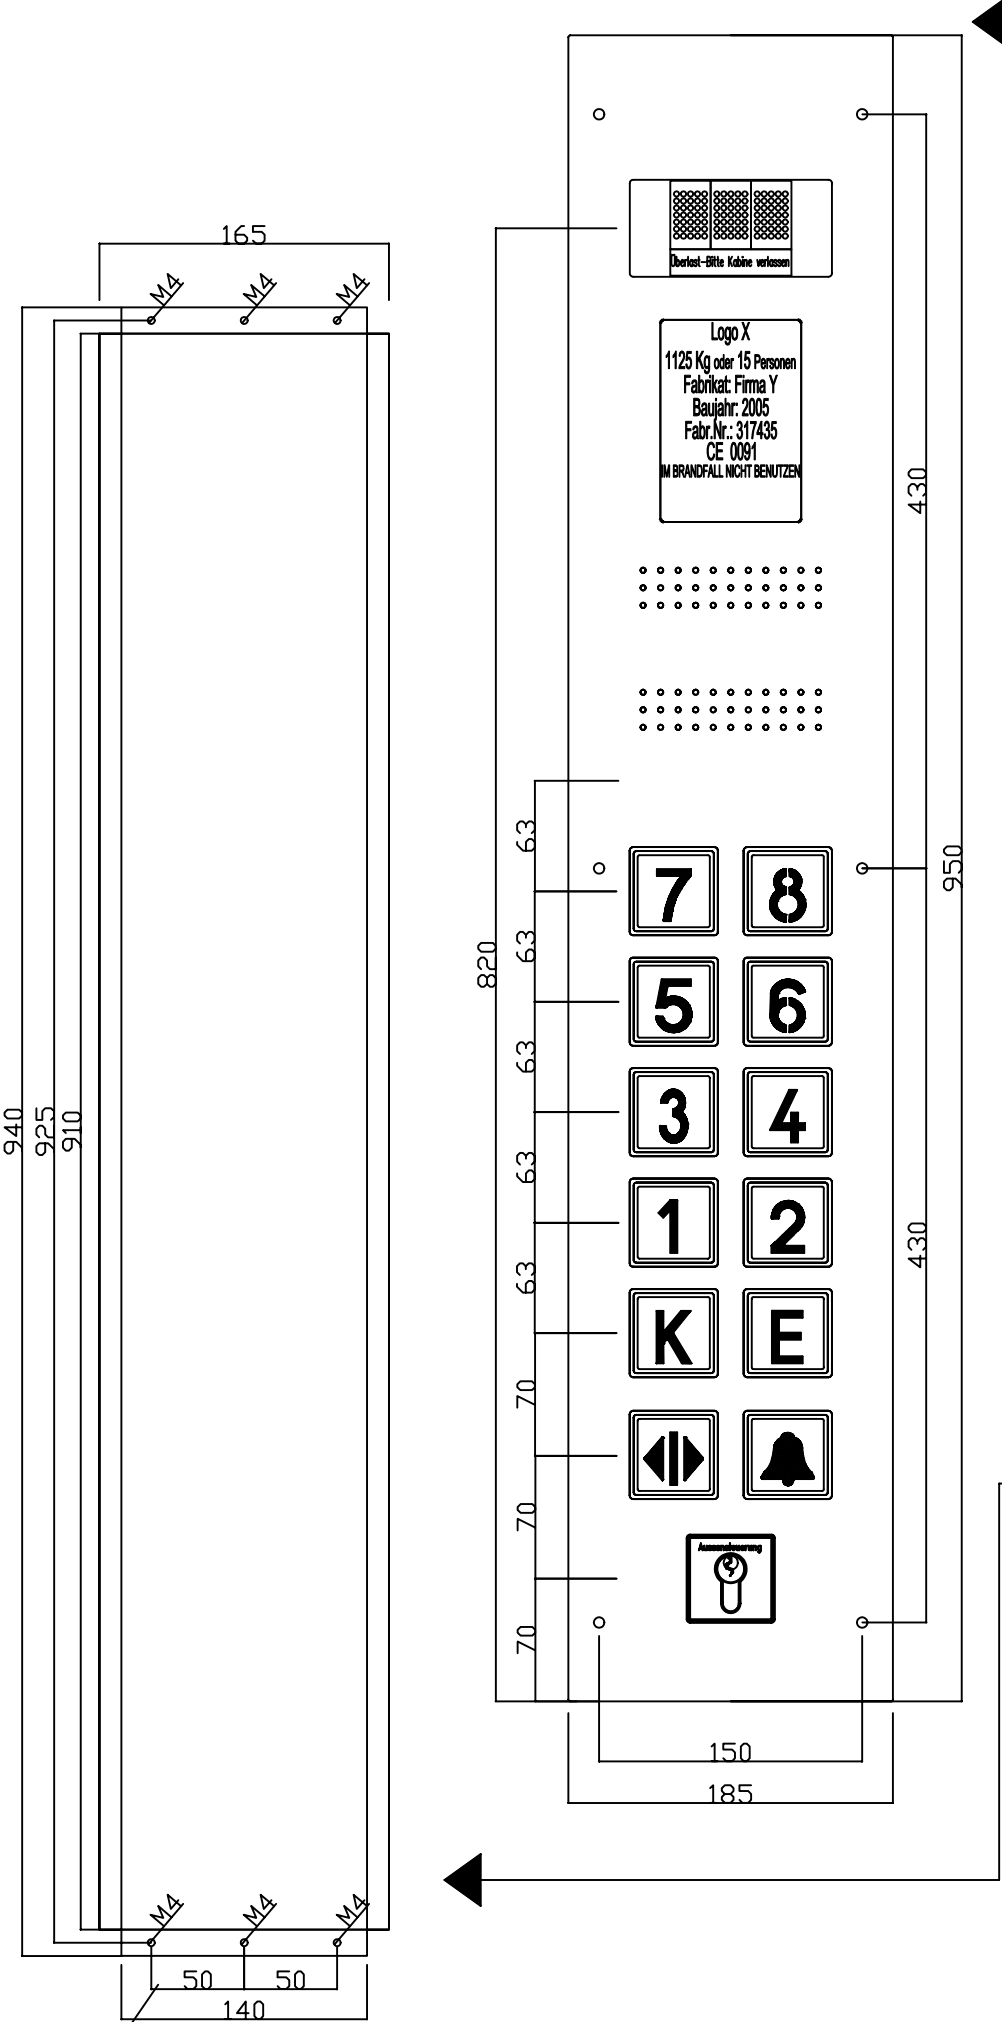 165
M4 M4 M4
940
925
910
M4 M4 M4
50 50
140
Überlast-Bitte Kabine verlassen
Logo X
1125 Kg oder 15 Personen
Fabrikat: Firma Y
Baujahr: 2005
Fabr.Nr.: 317435
CE 0091
IM BRANDFALL NICHT BENUTZEN
430
950
820
63
63
63
63
63
70
70
70
7 8
5 6
3 4
1 2
K E
430
Aussensteuerung
150
185